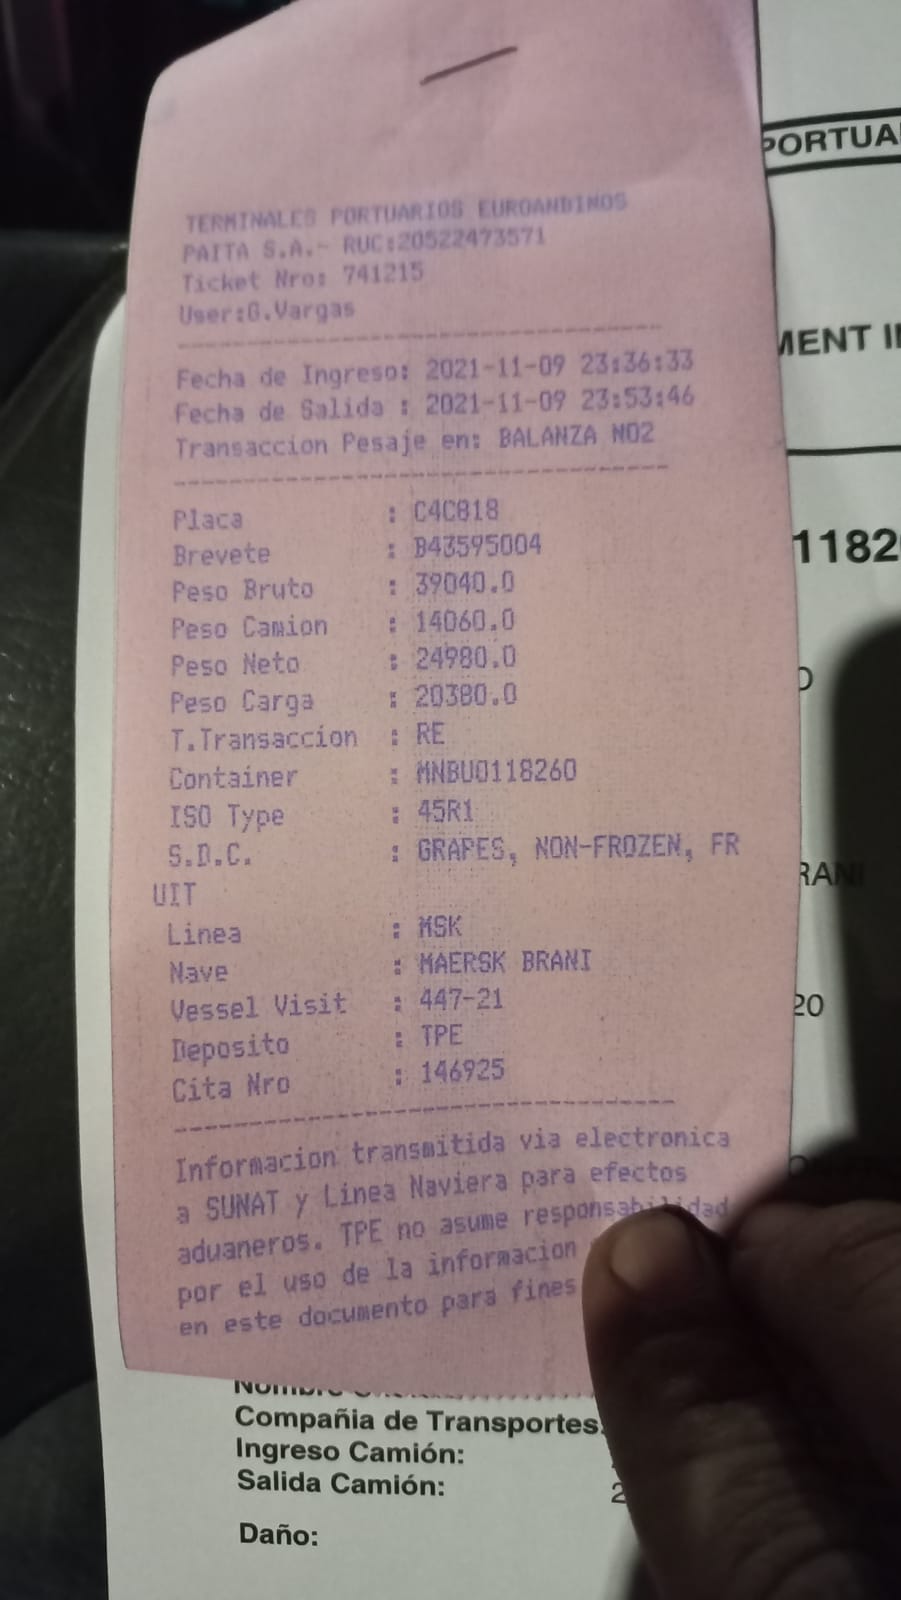 TERMINALES PORTUARIOS EUROANDINOS
PAITA S.A.- RUC:20522473571
Ticket Nro: 741215
User:G.Vargas
--------------------------------
Fecha de Ingreso: 2021-11-09 23:36:33
Fecha de Salida : 2021-11-09 23:53:46
Transaccion Pesaje en: BALANZA NO2
--------------------------------
Placa : C4C818
Brevete : B43595004
Peso Bruto : 39040.0
Peso Camion : 14060.0
Peso Neto : 24980.0
Peso Carga : 20380.0
T.Transaccion : RE
Container : MNBU0118260
ISO Type : 45R1
S.D.C. : GRAPES, NON-FROZEN, FR
UIT
Linea : MSK
Nave : MAERSK BRANI
Vessel Visit : 447-21
Deposito : TPE
Cita Nro : 146925
--------------------------------
Informacion transmitida via electronica
a SUNAT y Linea Naviera para efectos
aduaneros. TPE no asume responsabilidad
por el uso de la informacion
en este documento para fines
PORTUA
MENT I
1182
RANI
20
Compañia de Transportes:
Ingreso Camión:
Salida Camión: 2
Daño: